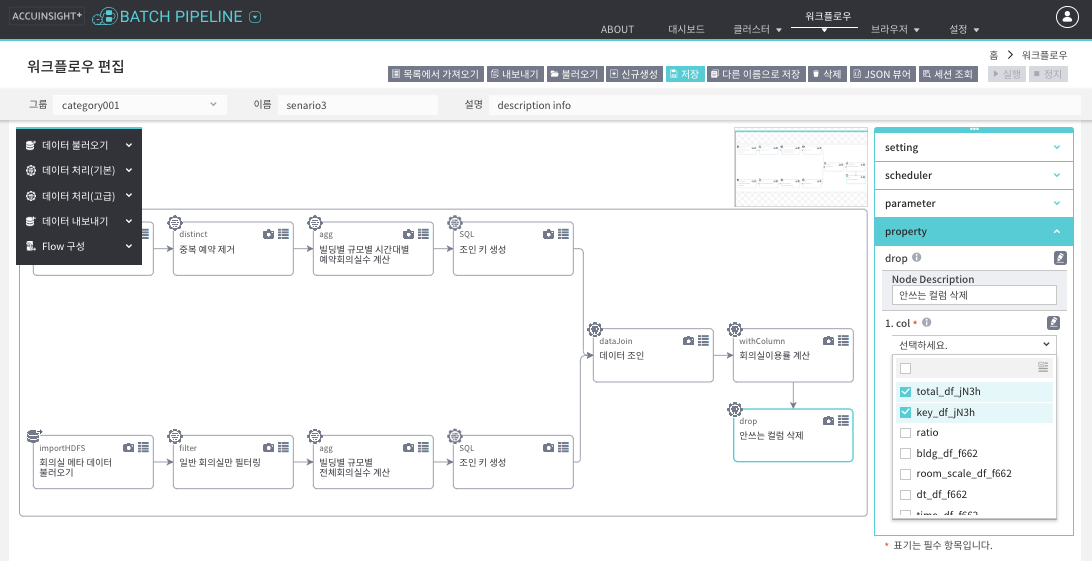 ACCUINSIGHT+ BATCH PIPELINE
ABOUT 대시보드 클러스터 워크플로우 브라우저 설정
홈 워크플로우
워크플로우 편집
목록에서 가져오기 내보내기 불러오기 신규생성 저장 다른 이름으로 저장 삭제 JSON 뷰어 세션 조회 실행 정지
그룹 category001 이름 senario3 설명 description info
데이터 불러오기
데이터 처리(기본)
데이터 처리(고급)
데이터 내보내기
Flow 구성
distinct
중복 예약 제거
agg
빌딩별 규모별 시간대별
예약회의실수 계산
SQL
조인 키 생성
dataJoin
데이터 조인
withColumn
회의실이용률 계산
drop
안쓰는 컬럼 삭제
importHDFS
회의실 메타 데이터
불러오기
filter
일반 회의실만 필터링
agg
빌딩별 규모별
전체회의실수 계산
SQL
조인 키 생성
setting
scheduler
parameter
property
drop
Node Description
안쓰는 컬럼 삭제
1. col *
선택하세요.
total_df_jN3h
key_df_jN3h
ratio
bldg_df_f662
room_scale_df_f662
dt_df_f662
time_df_f662
* 표기는 필수 항목입니다.